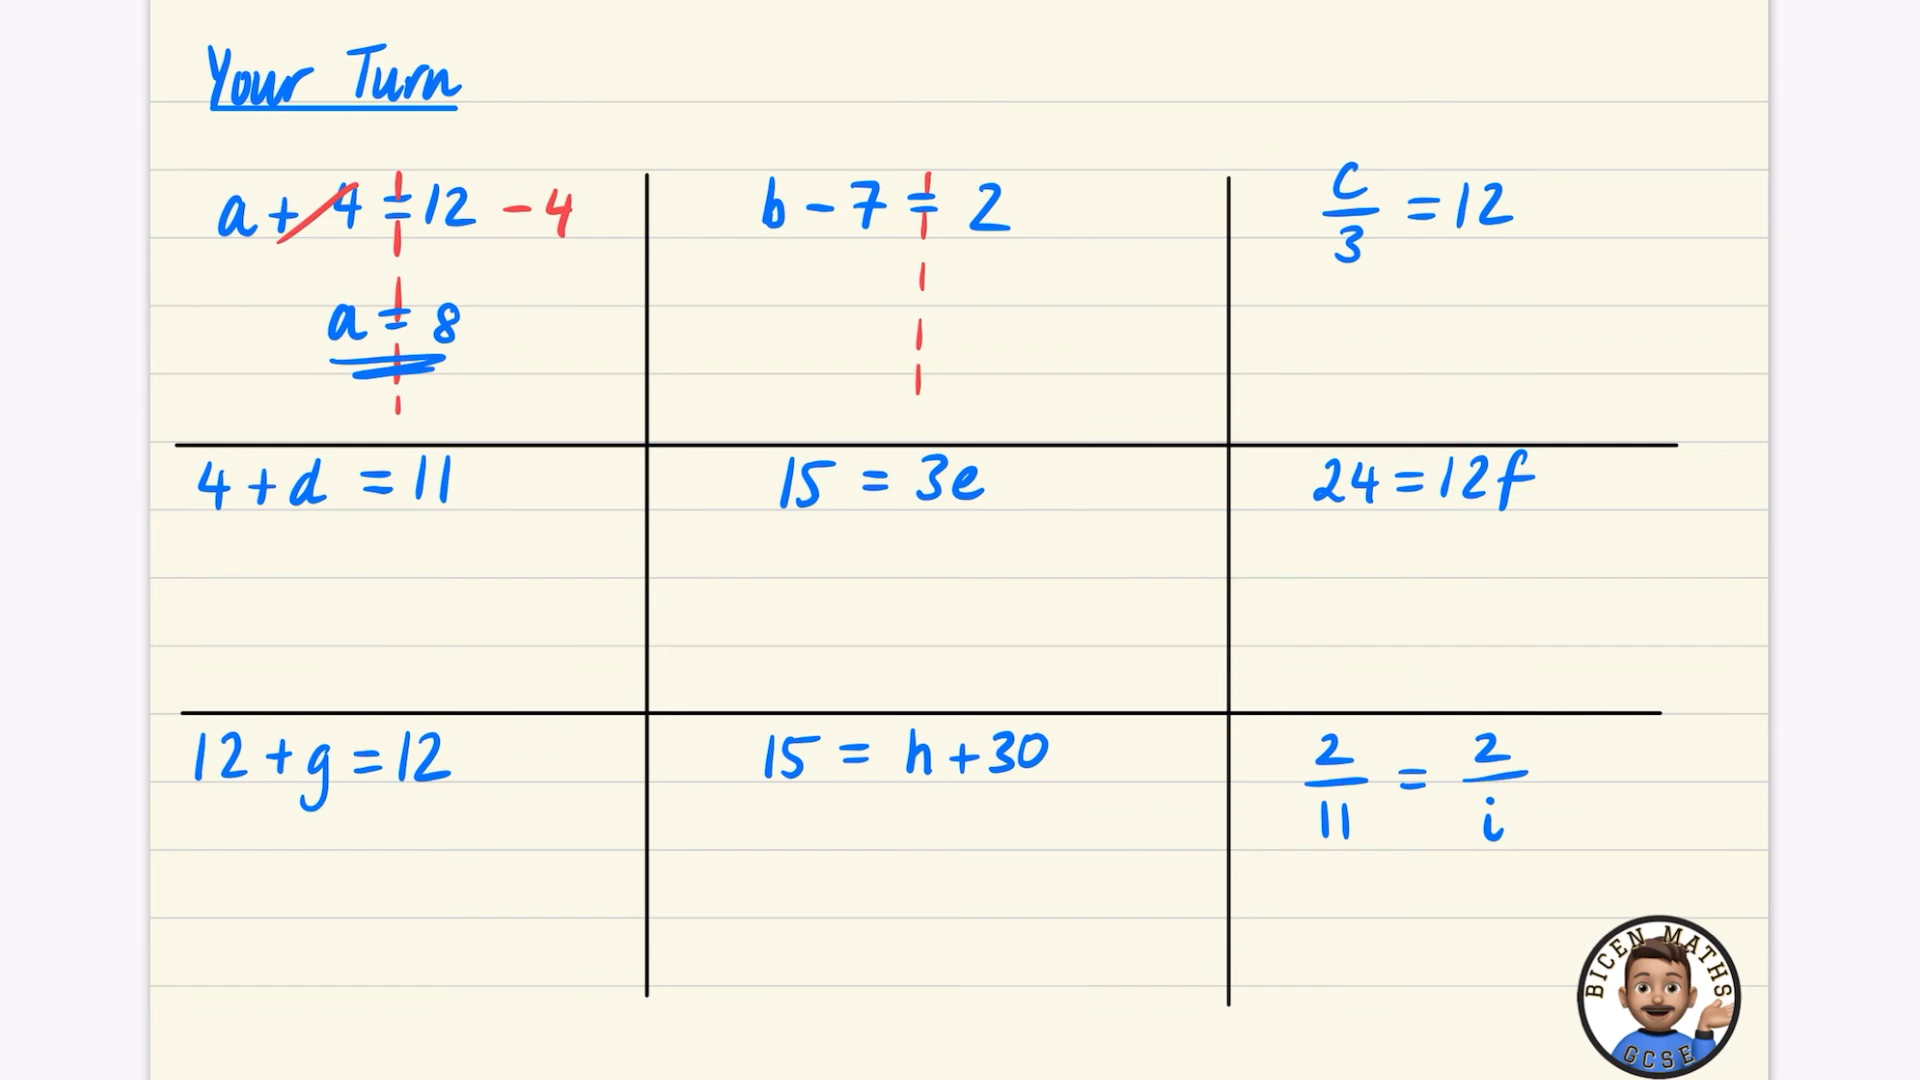 Your Turn
a + 4 = 12 - 4
a = 8
b - 7 = 2
c/3 = 12
4 + d = 11
15 = 3e
24 = 12f
12 + g = 12
15 = h + 30
2/11 = 2/i
BICEN MATHS
GCSE